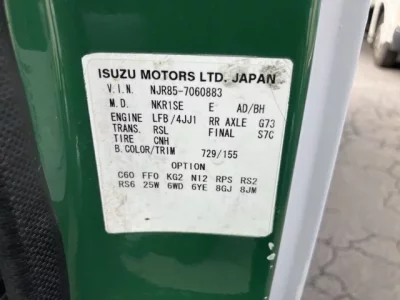 ISUZU MOTORS LTD. JAPAN
V.I.N. NJR85-7060883
M.D. NKR1SE E AD/BH
ENGINE LFB/4JJ1 RR AXLE G73
TRANS. RSL FINAL S7C
TIRE CNH
B.COLOR/TRIM 729/155
OPTION
C60 FF0 KG2 N12 RPS RS2
RS6 25W 6WD 6YE 8GJ 8JM